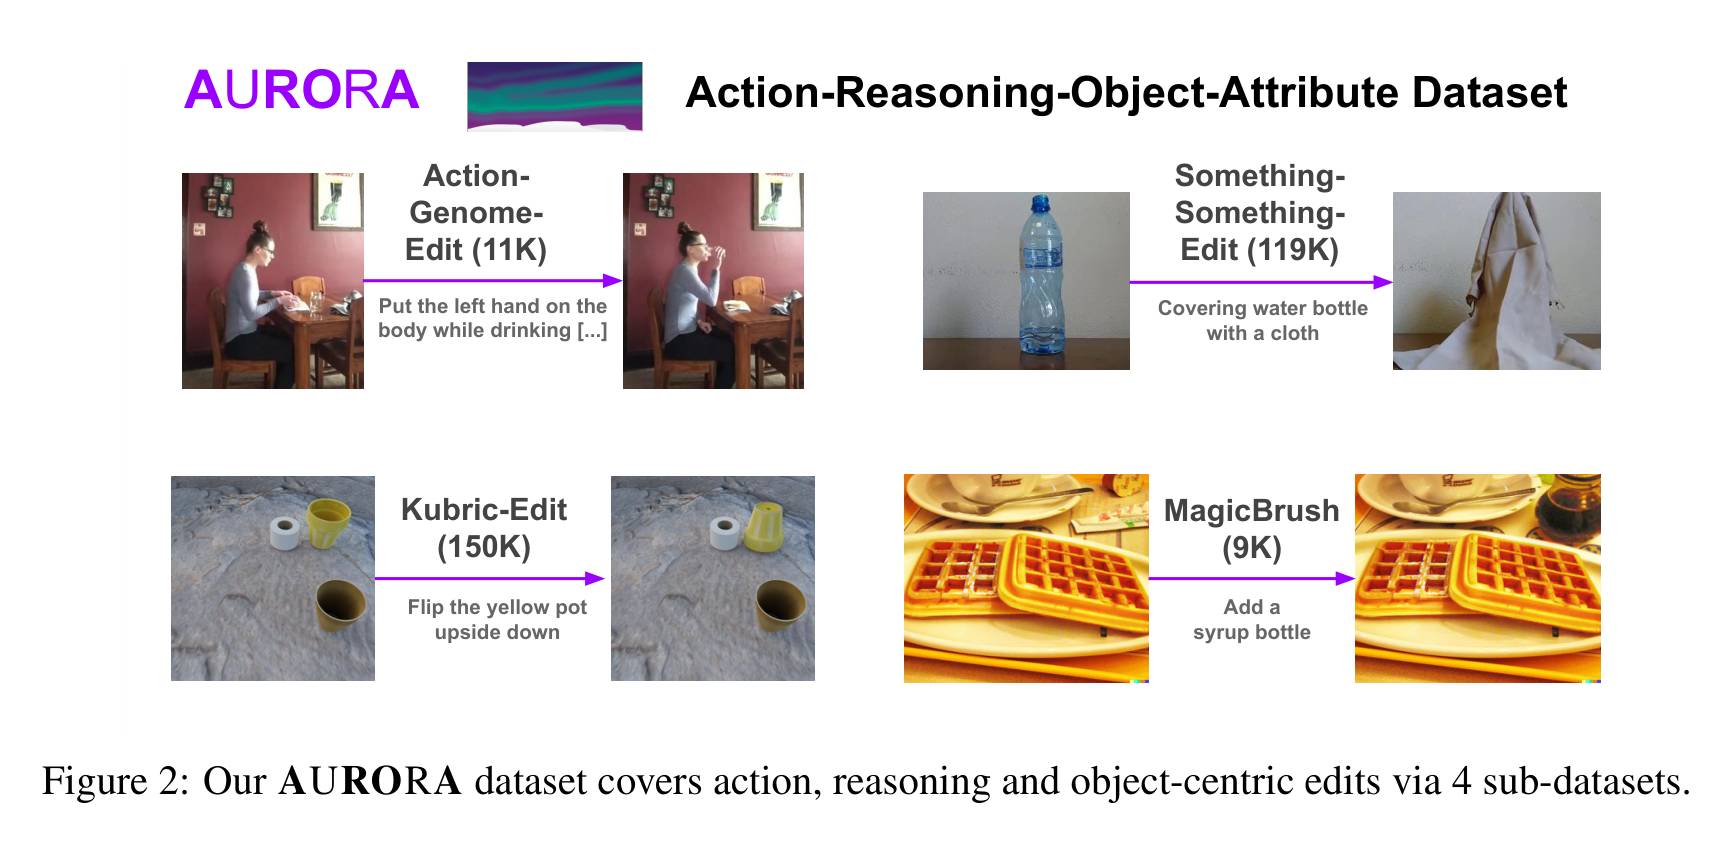 AURORA
Action-Reasoning-Object-Attribute Dataset
Action-
Genome-
Edit (11K)
Put the left hand on the
body while drinking [...]
Something-
Something-
Edit (119K)
Covering water bottle
with a cloth
Kubric-Edit
(150K)
Flip the yellow pot
upside down
MagicBrush
(9K)
Add a
syrup bottle
Figure 2: Our AURORA dataset covers action, reasoning and object-centric edits via 4 sub-datasets.